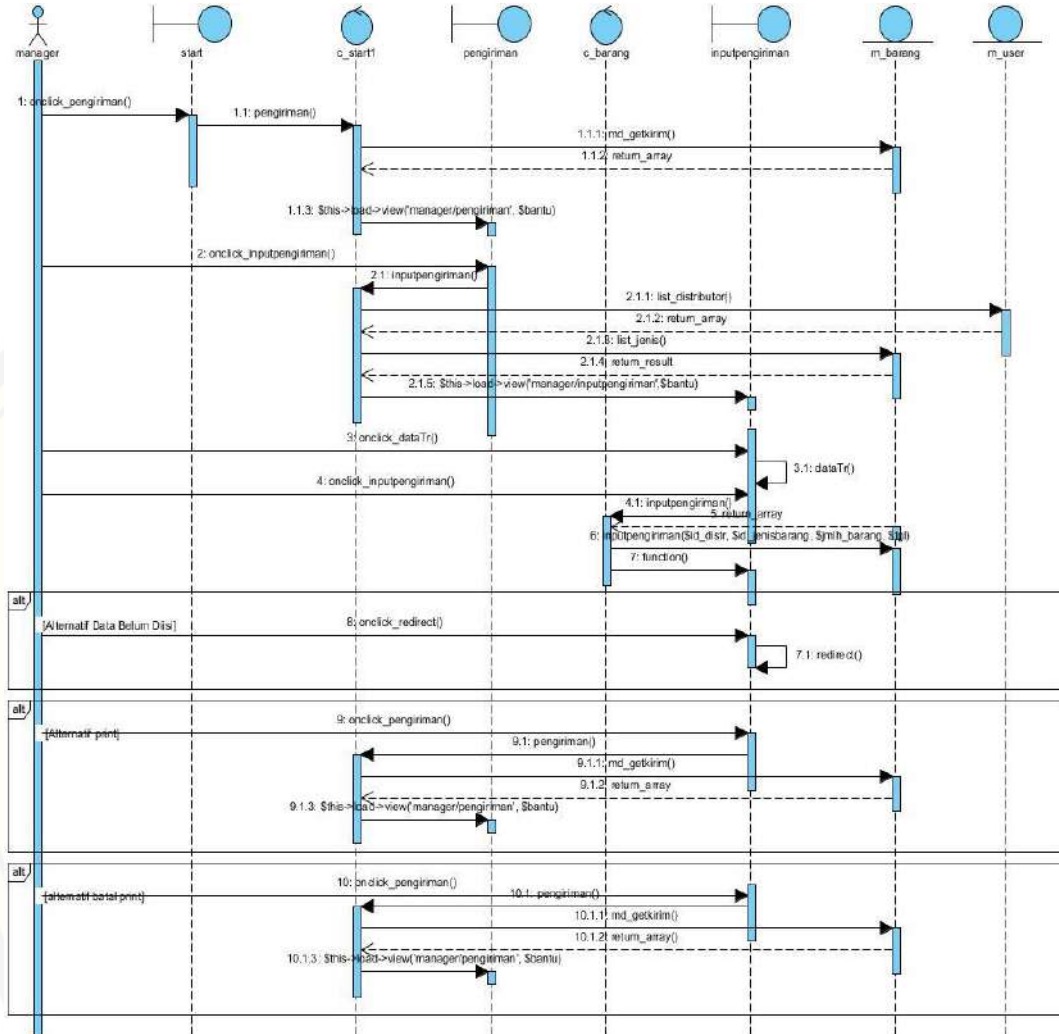 manager
start
c_start1
pengiriman
c_barang
inputpengiriman
m_barang
m_user
1: onclick_pengiriman()
1.1: pengiriman()
1.1.1: md_getkirim()
1.1.2: return_array
1.1.3: $this->load->view('manager/pengiriman', $bantu)
2: onclick_inputpengiriman()
2.1: inputpengiriman()
2.1.1: list_distributor()
2.1.2: return_array
2.1.3: list_jenis()
2.1.4: return_result
2.1.5: $this->load->view('manager/inputpengiriman',$bantu)
3: onclick_dataTr()
3.1: dataTr()
4: onclick_inputpengiriman()
4.1: inputpengiriman()
5: return_array
6: inputpengiriman($id_distr, $id_jenisbarang, $jmlh_barang, $tgl)
7: function()
alt
[Alternatif Data Belum Diisi]
8: onclick_redirect()
7.1: redirect()
alt
[Alternatif print]
9: onclick_pengiriman()
9.1: pengiriman()
9.1.1: md_getkirim()
9.1.2: return_array
9.1.3: $this->load->view('manager/pengiriman', $bantu)
alt
[alternatif batal print]
10: onclick_pengiriman()
10.1: pengiriman()
10.1.1: md_getkirim()
10.1.2: return_array()
10.1.3: $this->load->view('manager/pengiriman', $bantu)